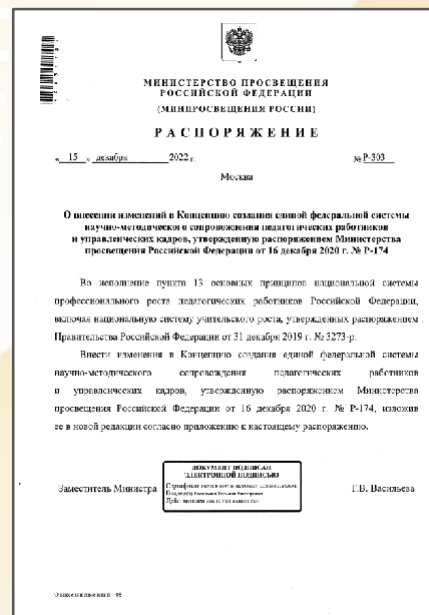 МИНИСТЕРСТВО ПРОСВЕЩЕНИЯ
РОССИЙСКОЙ ФЕДЕРАЦИИ
(МИНПРОСВЕЩЕНИЯ РОССИИ)
РАСПОРЯЖЕНИЕ
« 15 » декабря 2022 г.
№ Р-303
Москва
О внесении изменений в Концепцию создания единой федеральной системы
научно-методического сопровождения педагогических работников
и управленческих кадров, утвержденную распоряжением Министерства
просвещения Российской Федерации от 16 декабря 2020 г. № Р-174
Во исполнение пункта 13 основных принципов национальной системы
профессионального роста педагогических работников Российской Федерации,
включая национальную систему учительского роста, утвержденных распоряжением
Правительства Российской Федерации от 31 декабря 2019 г. № 3273-р:
Внести изменения в Концепцию создания единой федеральной системы
научно-методического сопровождения педагогических работников
и управленческих кадров, утвержденную распоряжением Министерства
просвещения Российской Федерации от 16 декабря 2020 г. № Р-174, изложив
ее в новой редакции согласно приложению к настоящему распоряжению.
ДОКУМЕНТ ПОДПИСАН
ЭЛЕКТРОННОЙ ПОДПИСЬЮ
Заместитель Министра
Т.В. Васильева